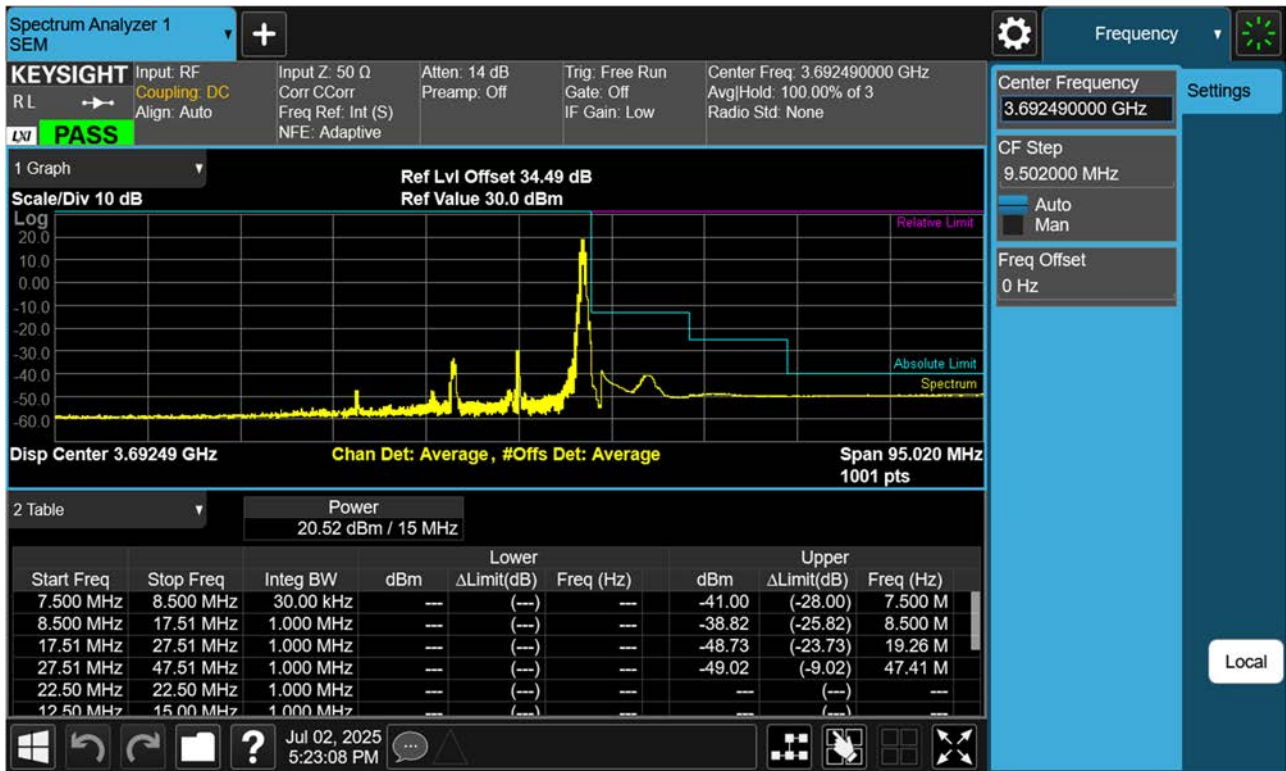 Spectrum Analyzer 1
SEM
Frequency
KEYSIGHT
R L
LXI
PASS
Input: RF
Coupling: DC
Align: Auto
Input Z: 50 Ω
Corr CCorr
Freq Ref: Int (S)
NFE: Adaptive
Atten: 14 dB
Preamp: Off
Trig: Free Run
Gate: Off
IF Gain: Low
Center Freq: 3.692490000 GHz
Avg|Hold: 100.00% of 3
Radio Std: None
Center Frequency
3.692490000 GHz
Settings
CF Step
9.502000 MHz
Auto
Man
Freq Offset
0 Hz
Local
1 Graph
Scale/Div 10 dB
Ref Lvl Offset 34.49 dB
Ref Value 30.0 dBm
Log
20.0
10.0
0.00
-10.0
-20.0
-30.0
-40.0
-50.0
-60.0
Relative Limit
Absolute Limit
Spectrum
Disp Center 3.69249 GHz
Chan Det: Average, #Offs Det: Average
Span 95.020 MHz
1001 pts
2 Table
Power
20.52 dBm / 15 MHz
Lower Upper
Start Freq Stop Freq Integ BW dBm ΔLimit(dB) Freq (Hz) dBm ΔLimit(dB) Freq (Hz)
7.500 MHz 8.500 MHz 30.00 kHz --- (---) --- -41.00 (-28.00) 7.500 M
8.500 MHz 17.51 MHz 1.000 MHz --- (---) --- -38.82 (-25.82) 8.500 M
17.51 MHz 27.51 MHz 1.000 MHz --- (---) --- -48.73 (-23.73) 19.26 M
27.51 MHz 47.51 MHz 1.000 MHz --- (---) --- -49.02 (-9.02) 47.41 M
22.50 MHz 22.50 MHz 1.000 MHz --- (---) --- --- (---) ---
12.50 MHz 15.00 MHz 1.000 MHz --- (---) --- --- (---) ---
?
Jul 02, 2025
5:23:08 PM